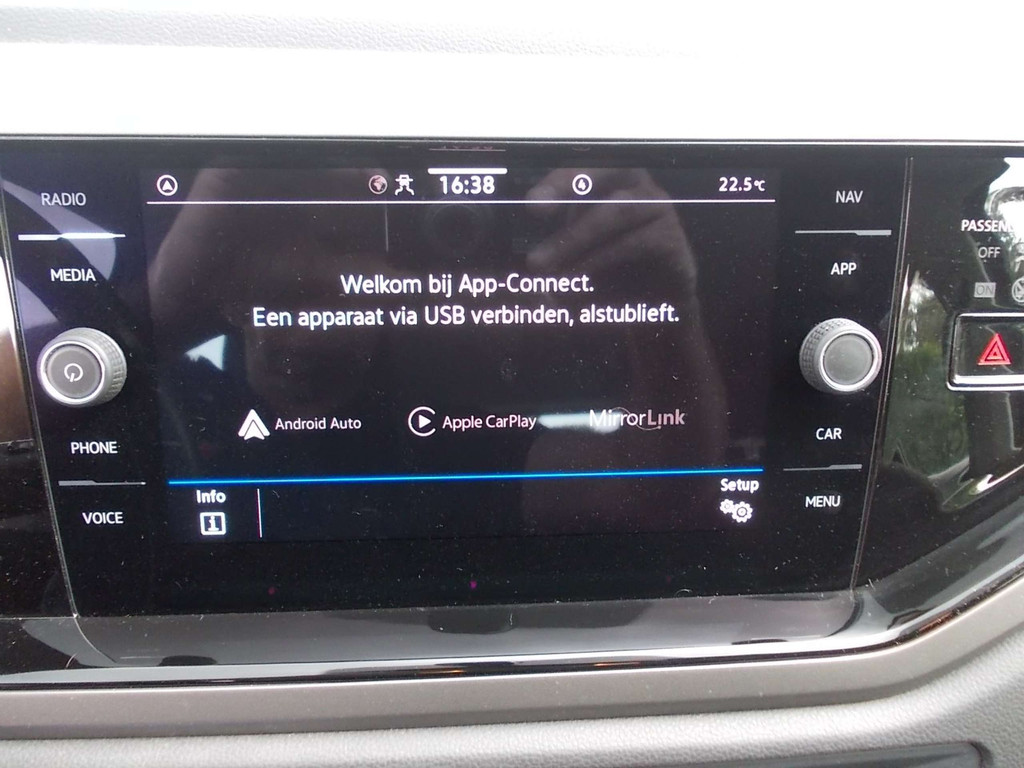 RADIO
MEDIA
PHONE
VOICE
16:38
4
22.5°C
Welkom bij App-Connect.
Een apparaat via USB verbinden, alstublieft.
Android Auto
Apple CarPlay
MirrorLink
Info
i
Setup
NAV
APP
CAR
MENU
OFF
ON